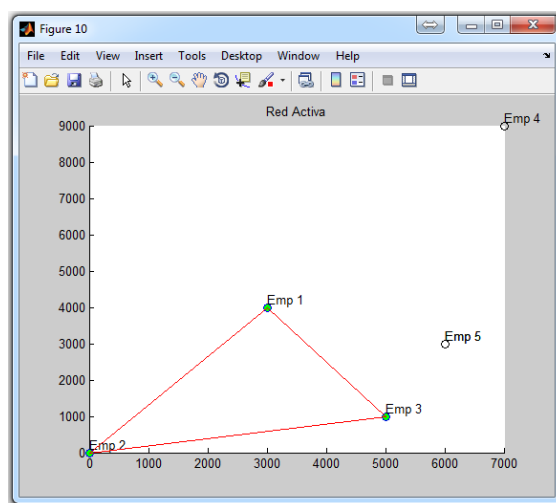 Figure 10
File Edit View Insert Tools Desktop Window Help
Red Activa
9000
8000
7000
6000
5000
4000
3000
2000
1000
0
Emp 4
Emp 1
Emp 5
Emp 3
Emp 2
0 1000 2000 3000 4000 5000 6000 7000